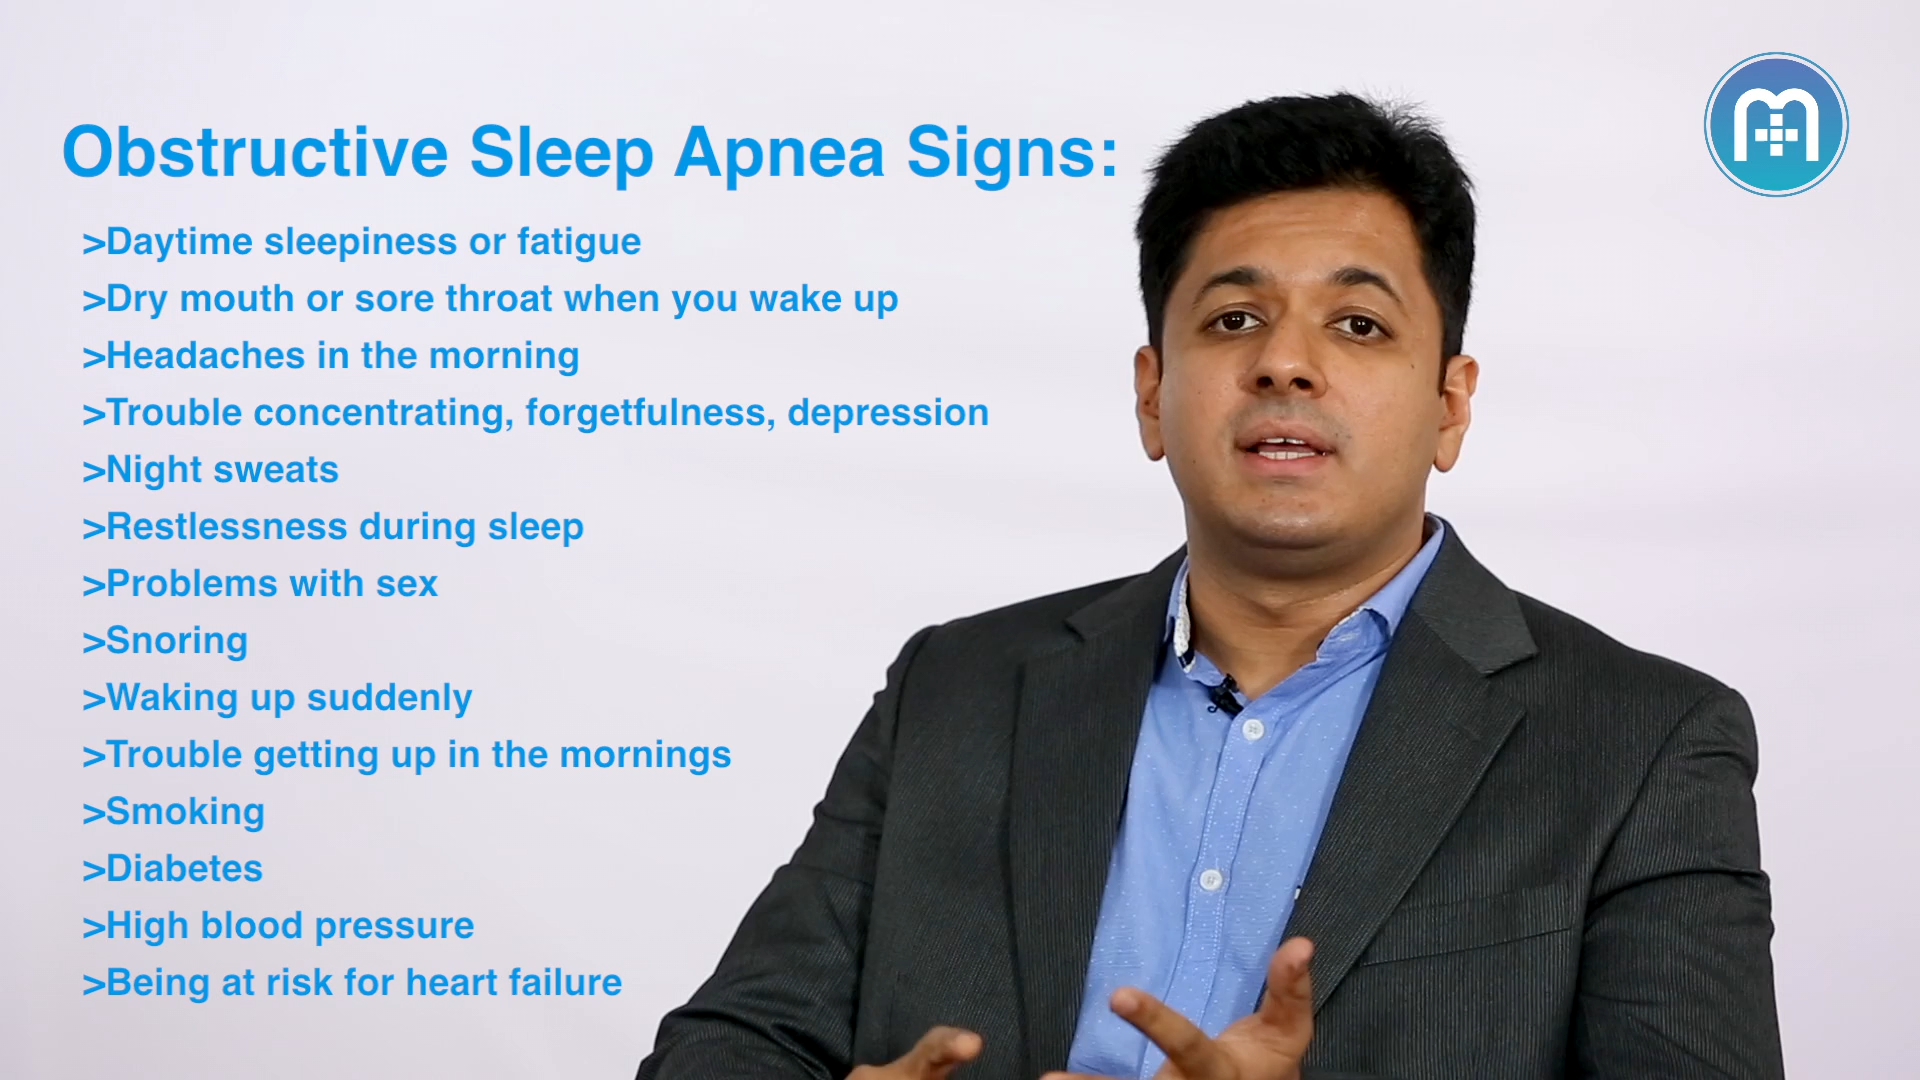 Obstructive Sleep Apnea Signs:
>Daytime sleepiness or fatigue
>Dry mouth or sore throat when you wake up
>Headaches in the morning
>Trouble concentrating, forgetfulness, depression
>Night sweats
>Restlessness during sleep
>Problems with sex
>Snoring
>Waking up suddenly
>Trouble getting up in the mornings
>Smoking
>Diabetes
>High blood pressure
>Being at risk for heart failure